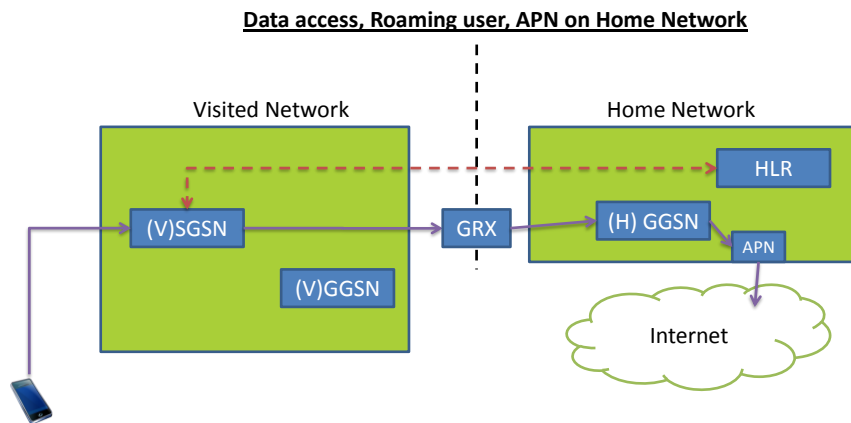 Data access, Roaming user, APN on Home Network
Visited Network
Home Network
HLR
(V)SGSN
GRX
(H) GGSN
APN
(V)GGSN
Internet